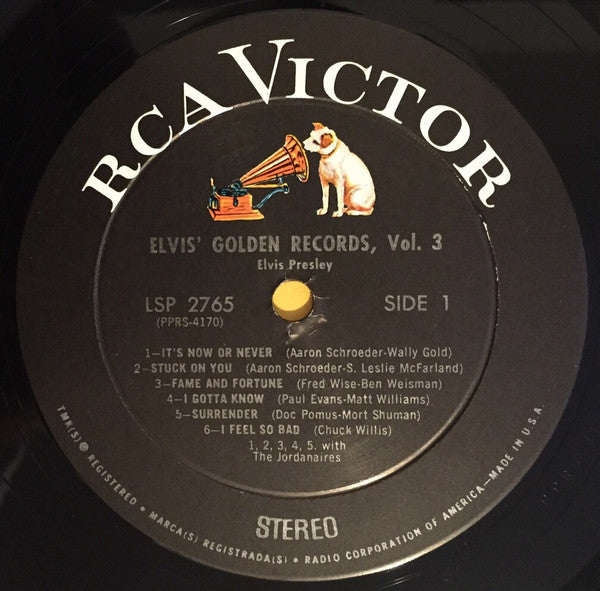 RCA VICTOR
ELVIS' GOLDEN RECORDS, Vol. 3
Elvis Presley
LSP 2765 SIDE 1
(PPRS-4170)
1—IT'S NOW OR NEVER (Aaron Schroeder-Wally Gold)
2—STUCK ON YOU (Aaron Schroeder-S. Leslie McFarland)
3—FAME AND FORTUNE (Fred Wise-Ben Weisman)
4—I GOTTA KNOW (Paul Evans-Matt Williams)
5—SURRENDER (Doc Pomus-Mort Shuman)
6—I FEEL SO BAD (Chuck Willis)
1, 2, 3, 4, 5. with
The Jordanaires
STEREO
TMK(S) ® REGISTERED • MARCA(S) REGISTRADA(S) • RADIO CORPORATION OF AMERICA—MADE IN U.S.A.